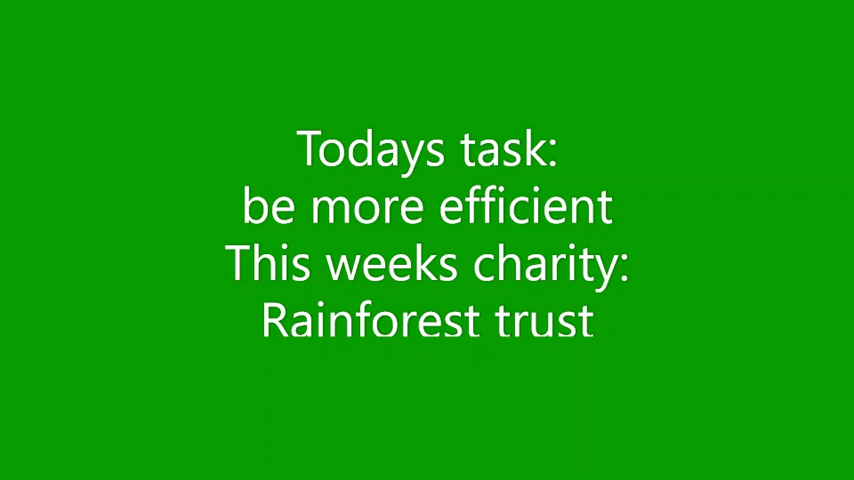 Todays task:
be more efficient
This weeks charity:
Rainforest trust